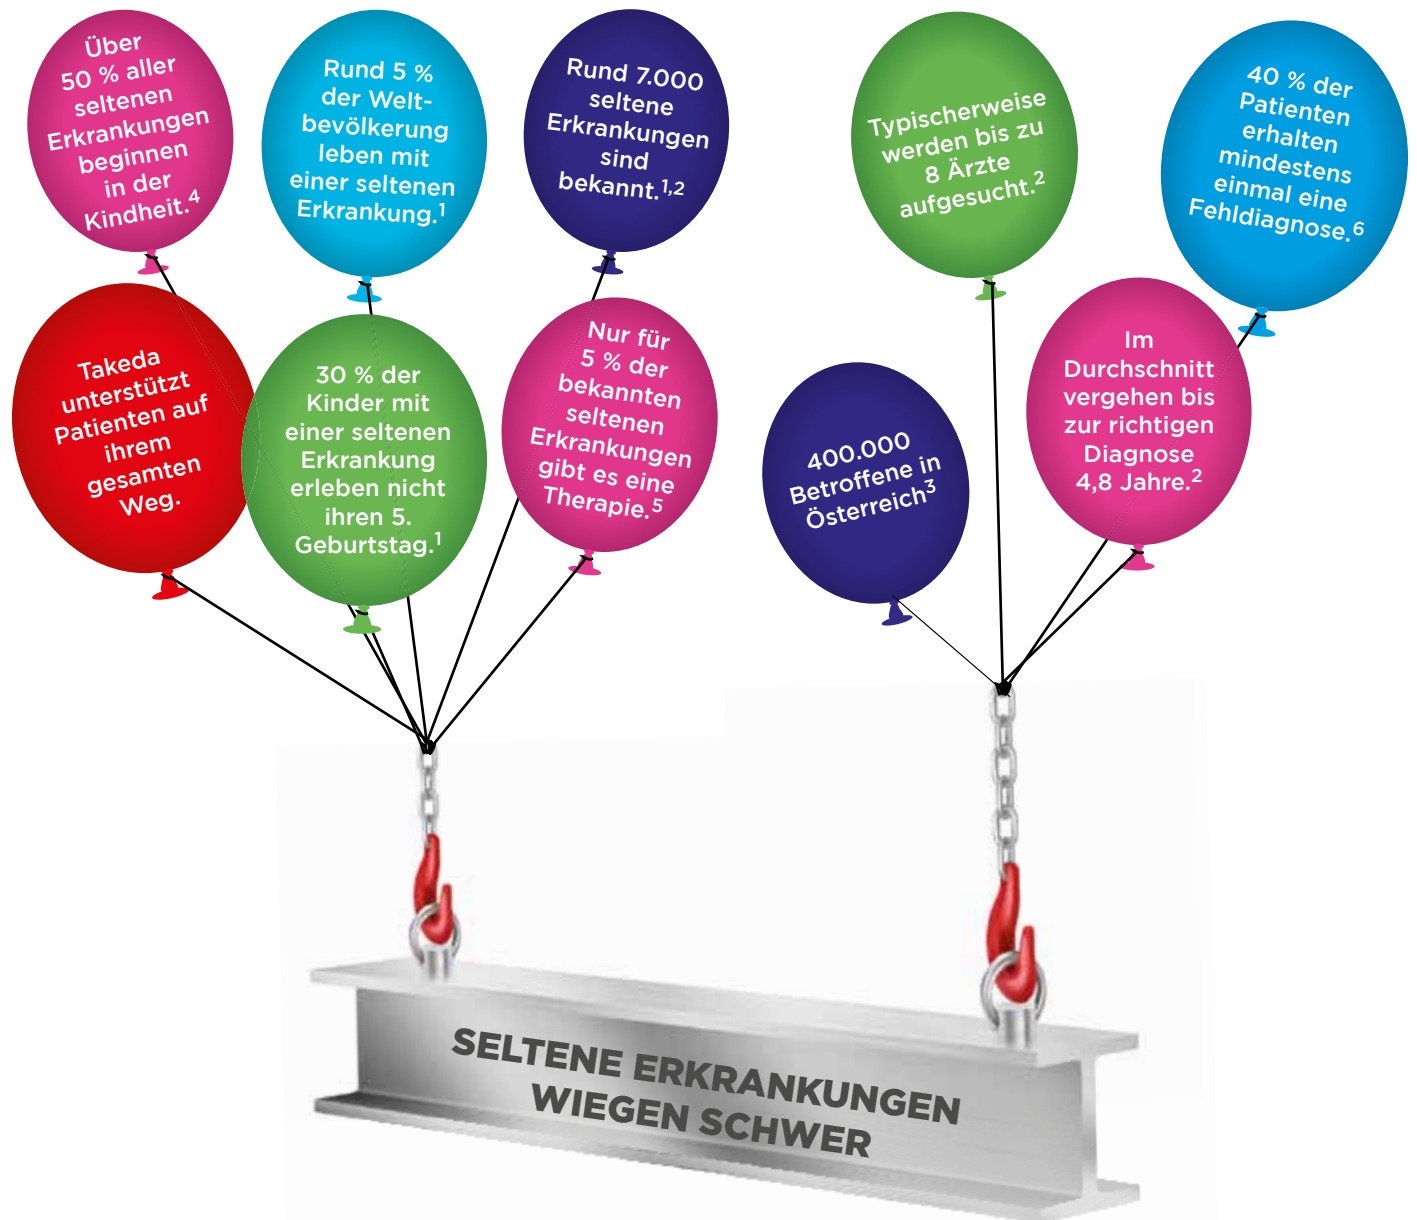 Über
50 % aller
seltenen
Erkrankungen
beginnen
in der
Kindheit.4
Rund 5 %
der Welt-
bevölkerung
leben mit
einer seltenen
Erkrankung.1
Rund 7.000
seltene
Erkrankungen
sind
bekannt.1,2
Typischerweise
werden bis zu
8 Ärzte
aufgesucht.2
40 % der
Patienten
erhalten
mindestens
einmal eine
Fehldiagnose.6
Takeda
unterstützt
Patienten auf
ihrem
gesamten
Weg.
30 % der
Kinder mit
einer seltenen
Erkrankung
erleben nicht
ihren 5.
Geburtstag.1
Nur für
5 % der
bekannten
seltenen
Erkrankungen
gibt es eine
Therapie.5
400.000
Betroffene in
Österreich3
Im
Durchschnitt
vergehen bis
zur richtigen
Diagnose
4,8 Jahre.2
SELTENE ERKRANKUNGEN
WIEGEN SCHWER